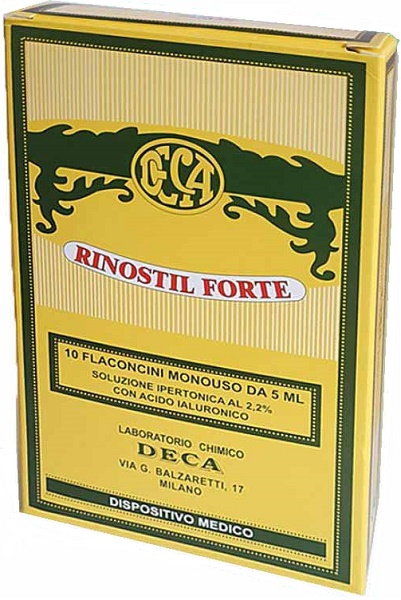 DECA
RINOSTIL FORTE
10 FLACONCINI MONOUSO DA 5 ML
SOLUZIONE IPERTONICA AL 2,2%
CON ACIDO IALURONICO
LABORATORIO CHIMICO
DECA
VIA G. BALZARETTI, 17
MILANO
DISPOSITIVO MEDICO